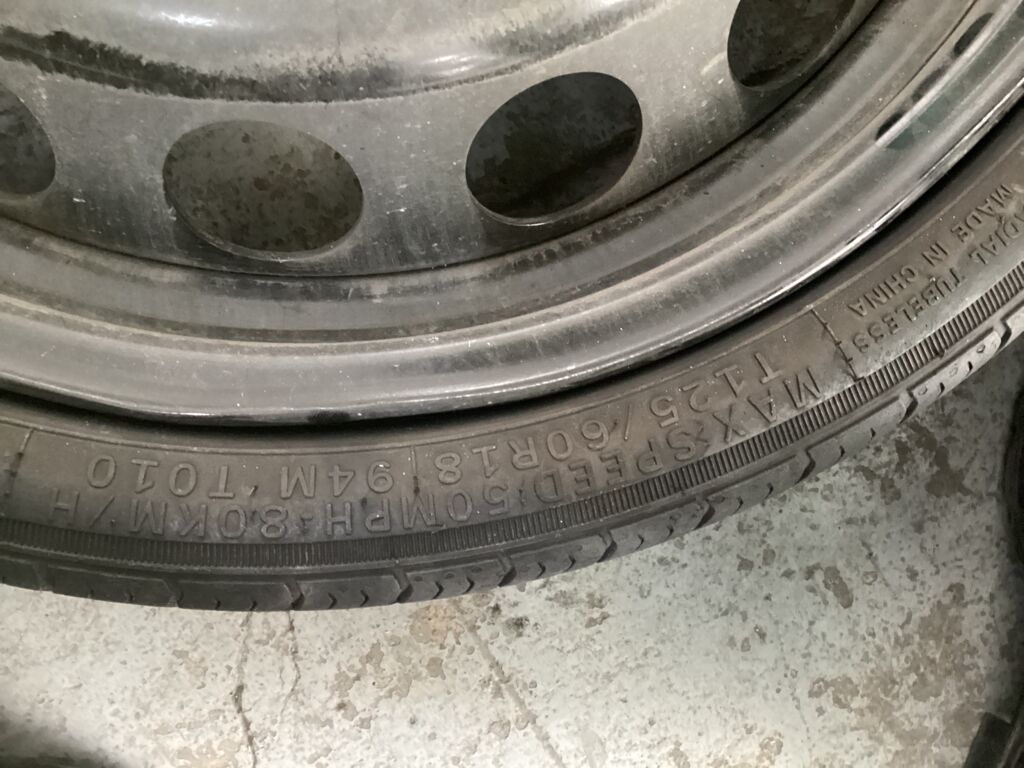 RADIAL TUBELESS
MADE IN CHINA
MAX.SPEED:50MPH 80KM/H
T125/60R18 94M T010